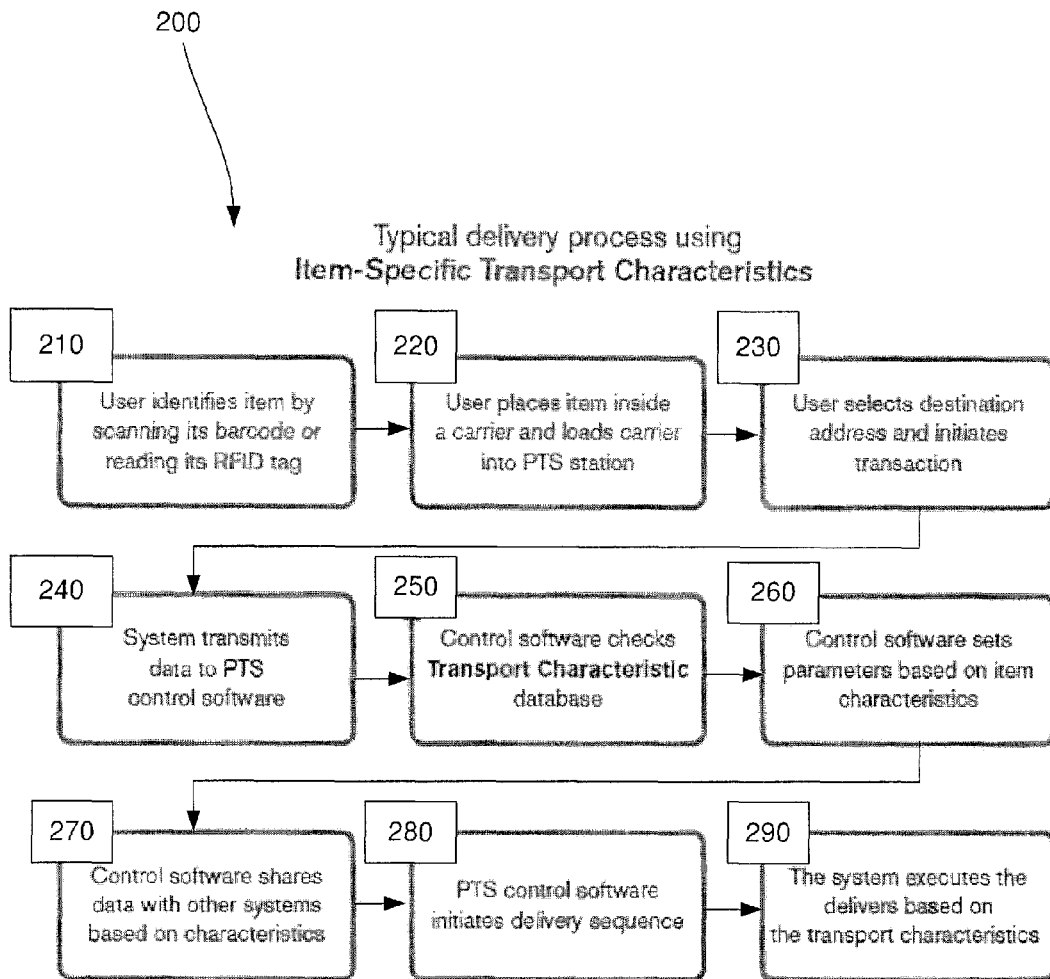 200
Typical delivery process using
Item-Specific Transport Characteristics
210
User identifies item by
scanning its barcode or
reading its RFID tag
220
User places item inside
a carrier and loads carrier
into PTS station
230
User selects destination
address and initiates
transaction
240
System transmits
data to PTS
control software
250
Control software checks
Transport Characteristic
database
260
Control software sets
parameters based on item
characteristics
270
Control software shares
data with other systems
based on characteristics
280
PTS control software
initiates delivery sequence
290
The system executes the
delivers based on
the transport characteristics